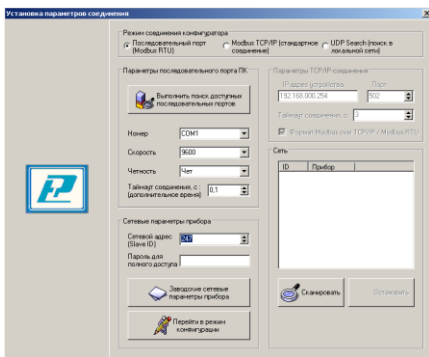 Установка параметров соединения
Режим соединения конфигуратора
Последовательный порт (Modbus RTU)
Modbus TCP/IP (стандартное соединение)
UDP Search (поиск в локальной сети)
Параметры последовательного порта ПК
Выполнить поиск доступных последовательных портов
Номер COM1
Скорость 9600
Четность Чет
Таймаут соединения, с : (дополнительное время) 0,1
Сетевые параметры прибора
Сетевой адрес (Slave ID) 247
Пароль для полного доступа
Заводские сетевые параметры прибора
Перейти в режим конфигурации
Параметры TCP/IP-соединения
IP-адрес устройства Порт
192.168.000.254 502
Таймаут соединения, с: 3
Формат Modbus over TCP/IP / Modbus RTU
Сеть
ID Прибор
Сканировать
Остановить